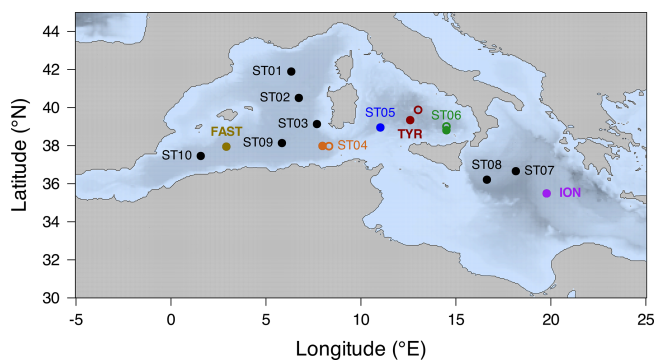 Latitude (°N)
44
42
40
38
36
34
32
30
ST01
ST02
ST03
ST05
ST06
FAST
TYR
ST09
ST04
ST10
ST08
ST07
ION
-5
0
5
10
15
20
25
Longitude (°E)